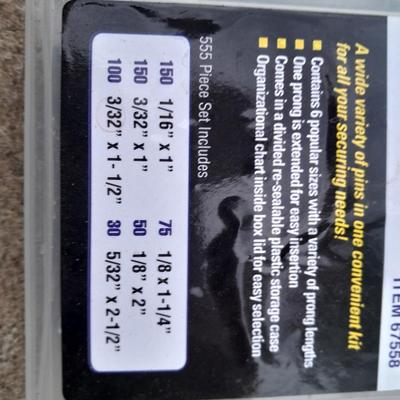 ITEM 67558
A wide variety of pins in one convenient kit
for all your securing needs!
Contains 6 popular sizes with a variety of prong lengths
One prong is extended for easy insertion
Comes in a divided re-sealable plastic storage case
Organizational chart inside box lid for easy selection
555 Piece Set Includes
150 1/16" x 1" 75 1/8 x 1-1/4"
150 3/32" x 1" 50 1/8" x 2"
100 3/32" x 1- 1/2" 30 5/32" x 2-1/2"